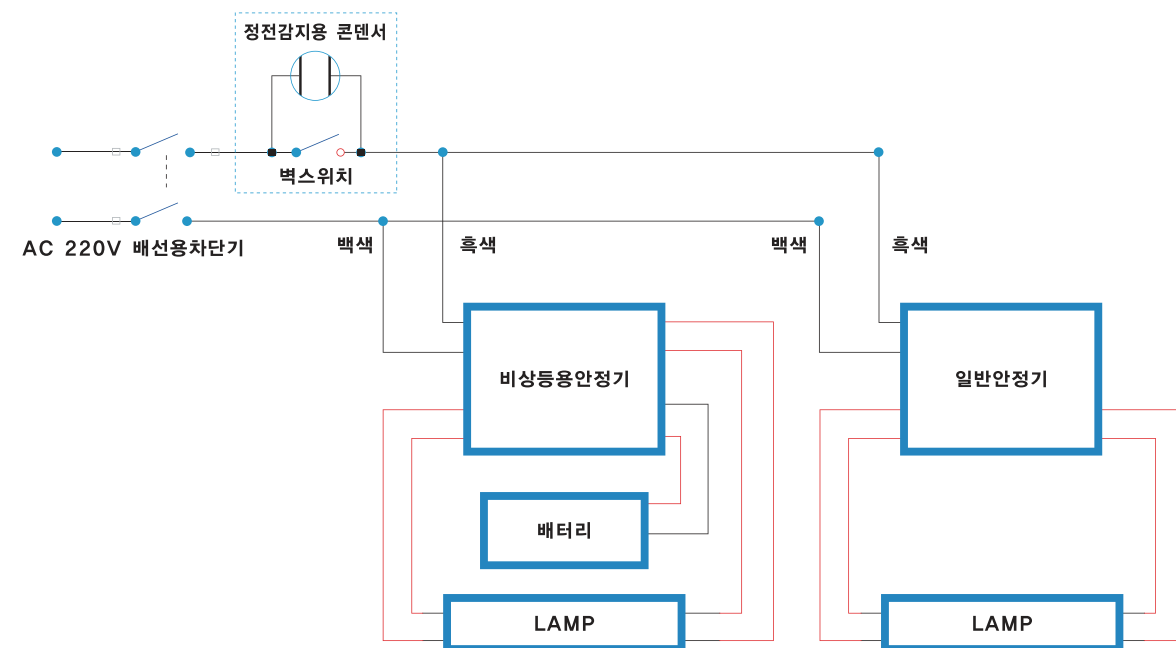 정전감지용 콘덴서
벽스위치
AC 220V 배선용차단기
백색
흑색
백색
흑색
비상등용안정기
일반안정기
배터리
LAMP
LAMP